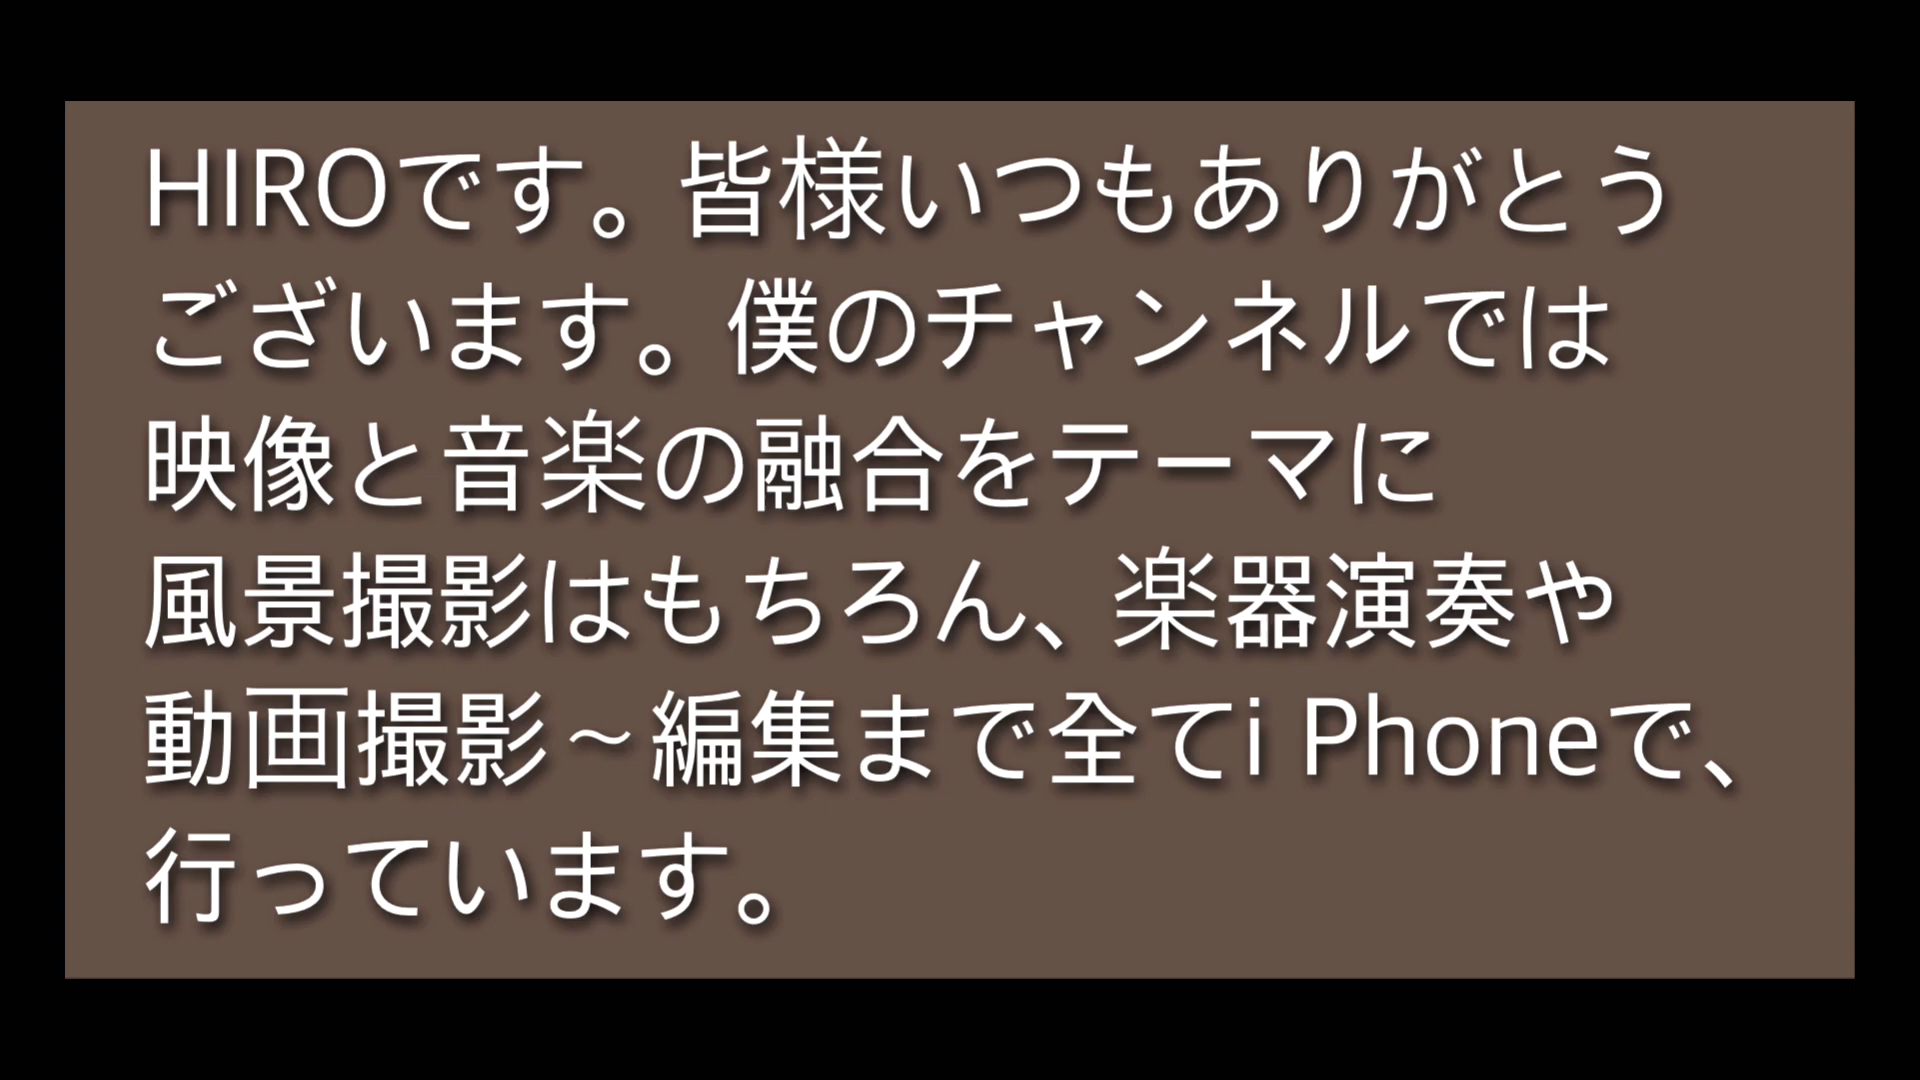 HIROです。皆様いつもありがとう
ございます。僕のチャンネルでは
映像と音楽の融合をテーマに
風景撮影はもちろん、楽器演奏や
動画撮影～編集まで全てi Phoneで、
行っています。